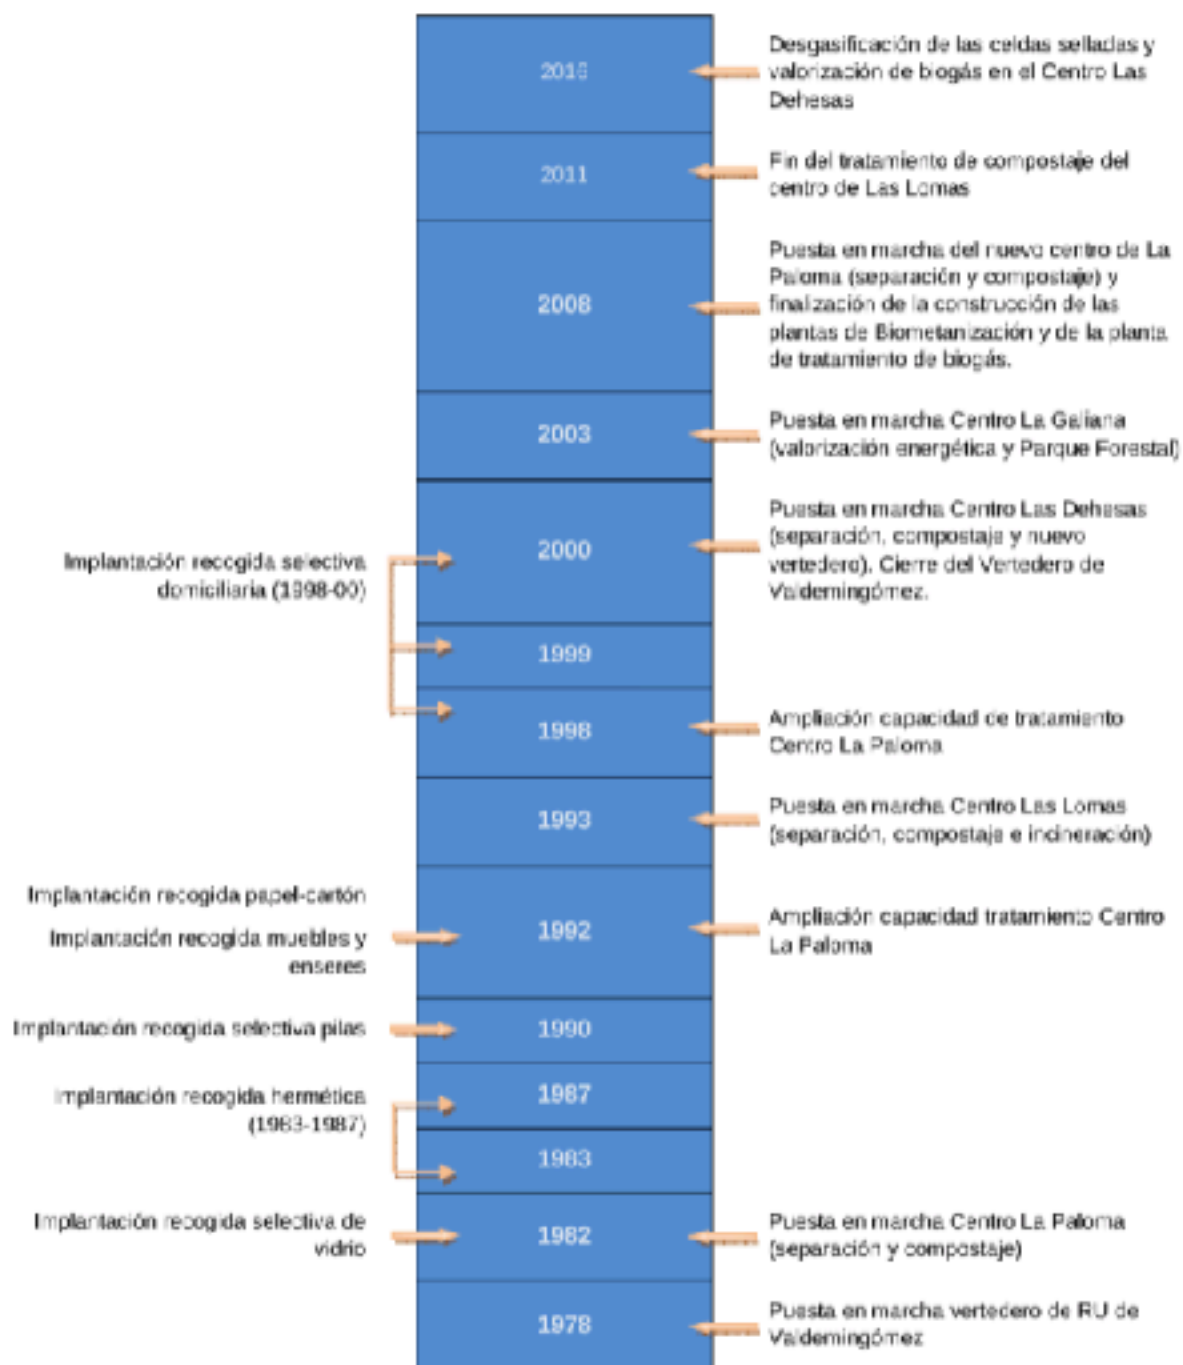 2016
Desgasificación de las celdas selladas y
valorización de biogás en el Centro Las
Dehesas
2011
Fin del tratamiento de compostaje del
centro de Las Lomas
2008
Puesta en marcha del nuevo centro de La
Paloma (separación y compostaje) y
finalización de la construcción de las
plantas de Biometanización y de la planta
de tratamiento de biogás.
2003
Puesta en marcha Centro La Galiana
(valorización energética y Parque Forestal)
Implantación recogida selectiva
domiciliaria (1998-00)
2000
Puesta en marcha Centro Las Dehesas
(separación, compostaje y nuevo
vertedero). Cierre del Vertedero de
Valdemingómez.
1999
1998
Ampliación capacidad de tratamiento
Centro La Paloma
1993
Puesta en marcha Centro Las Lomas
(separación, compostaje e incineración)
Implantación recogida papel-cartón
Implantación recogida muebles y
enseres
1992
Ampliación capacidad tratamiento Centro
La Paloma
Implantación recogida selectiva pilas
1990
Implantación recogida hermética
(1983-1987)
1987
1983
Implantación recogida selectiva de
vidrio
1982
Puesta en marcha Centro La Paloma
(separación y compostaje)
1978
Puesta en marcha vertedero de RU de
Valdemingómez